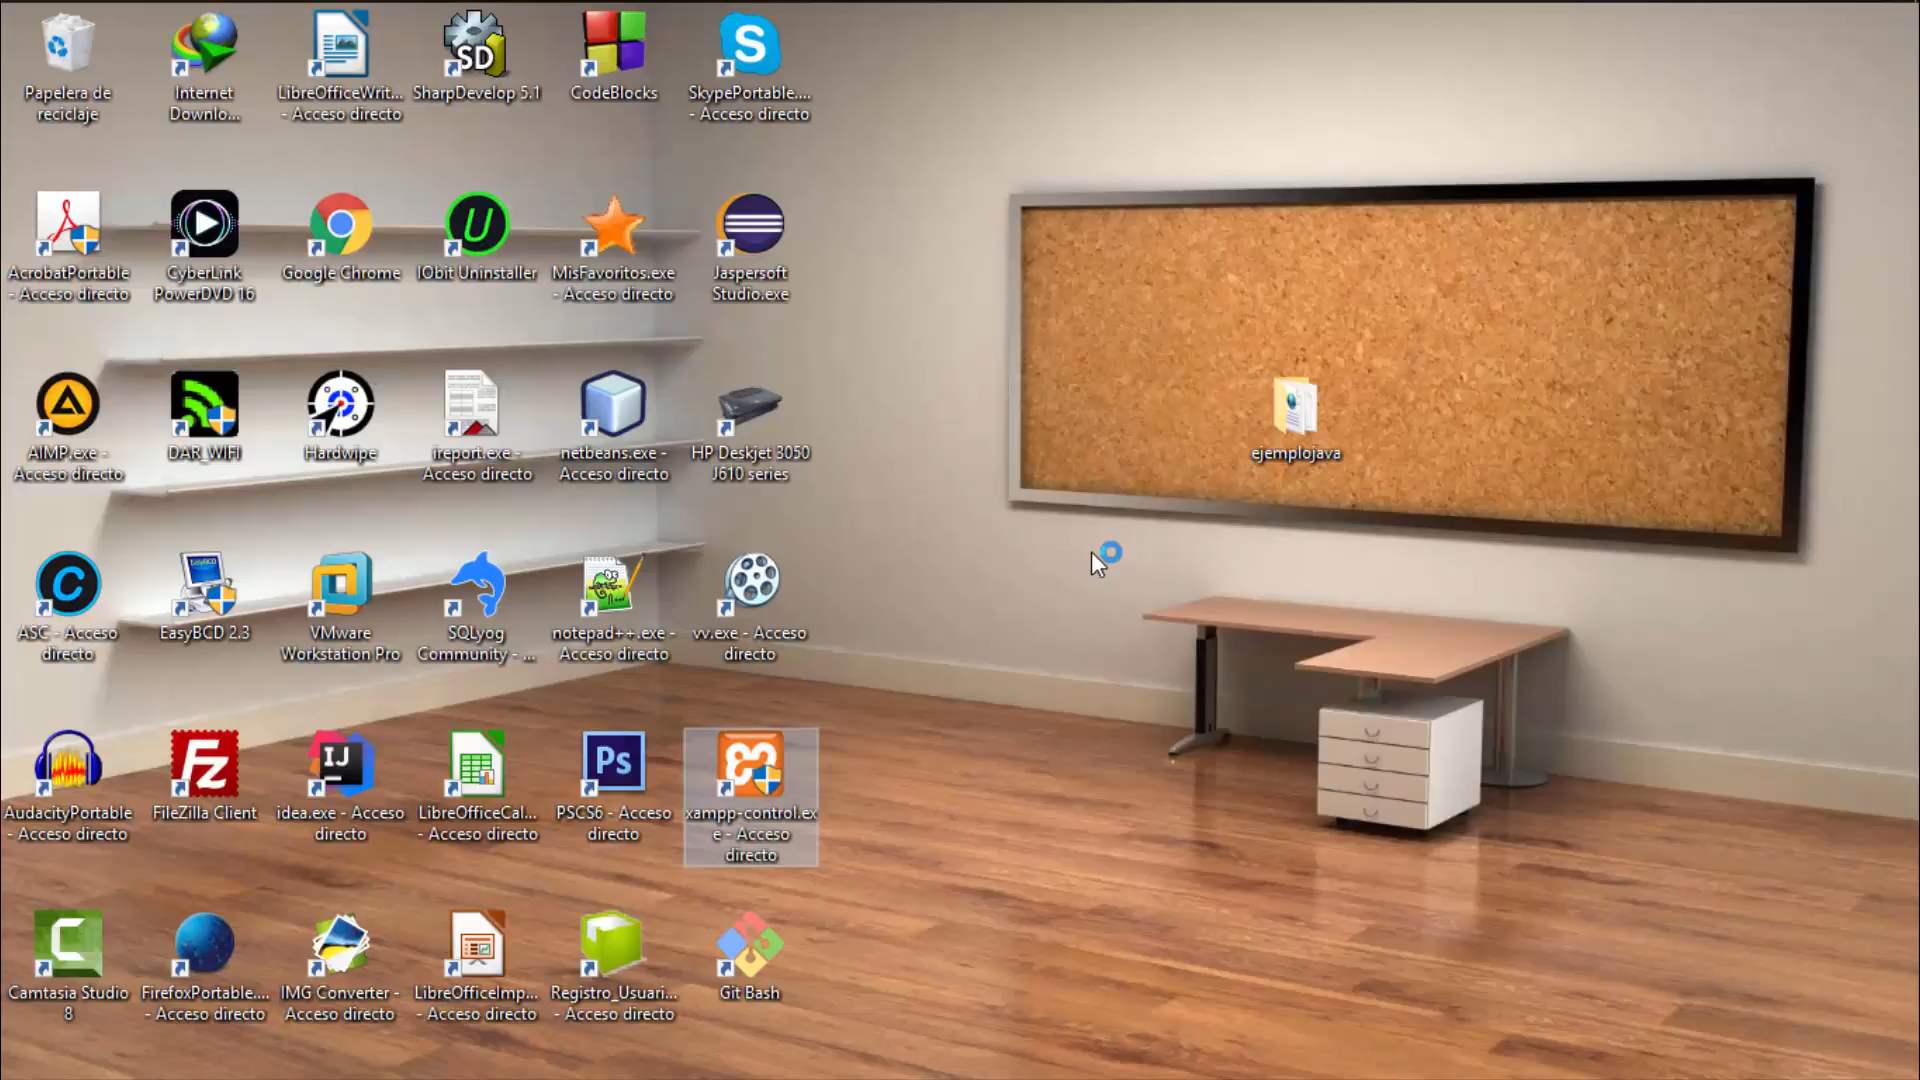 Papelera de
reciclaje
Internet
Downlo...
LibreOfficeWrit...
- Acceso directo
SD
SharpDevelop 5.1
CodeBlocks
S
SkypePortable....
- Acceso directo
AcrobatPortable
- Acceso directo
CyberLink
PowerDVD 16
Google Chrome
U
IObit Uninstaller
MisFavoritos.exe
- Acceso directo
Jaspersoft
Studio.exe
AIMP.exe -
Acceso directo
DAR_WIFI
Hardwipe
ireport.exe -
Acceso directo
netbeans.exe -
Acceso directo
HP Deskjet 3050
J610 series
ejemplojava
C
ASC - Acceso
directo
EasyBCD
EasyBCD 2.3
VMware
Workstation Pro
SQLyog
Community - ...
notepad++.exe -
Acceso directo
vv.exe - Acceso
directo
AudacityPortable
- Acceso directo
Fz
FileZilla Client
IJ
idea.exe - Acceso
directo
LibreOfficeCal...
- Acceso directo
Ps
PSCS6 - Acceso
directo
xampp-control.ex
e - Acceso
directo
C
Camtasia Studio
8
FirefoxPortable....
- Acceso directo
IMG Converter -
Acceso directo
LibreOfficeImp...
- Acceso directo
Registro_Usuari...
- Acceso directo
Git Bash